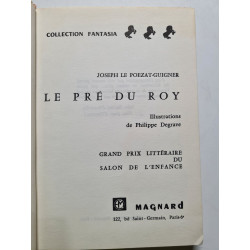 COLLECTION FANTASIA
JOSEPH LE POEZAT-GUIGNER
LE PRÉ DU ROY
Illustrations
de Philippe Degrave
GRAND PRIX LITTÉRAIRE
DU
SALON DE L'ENFANCE
MAGNARD
122, bd Saint-Germain, Paris-6e